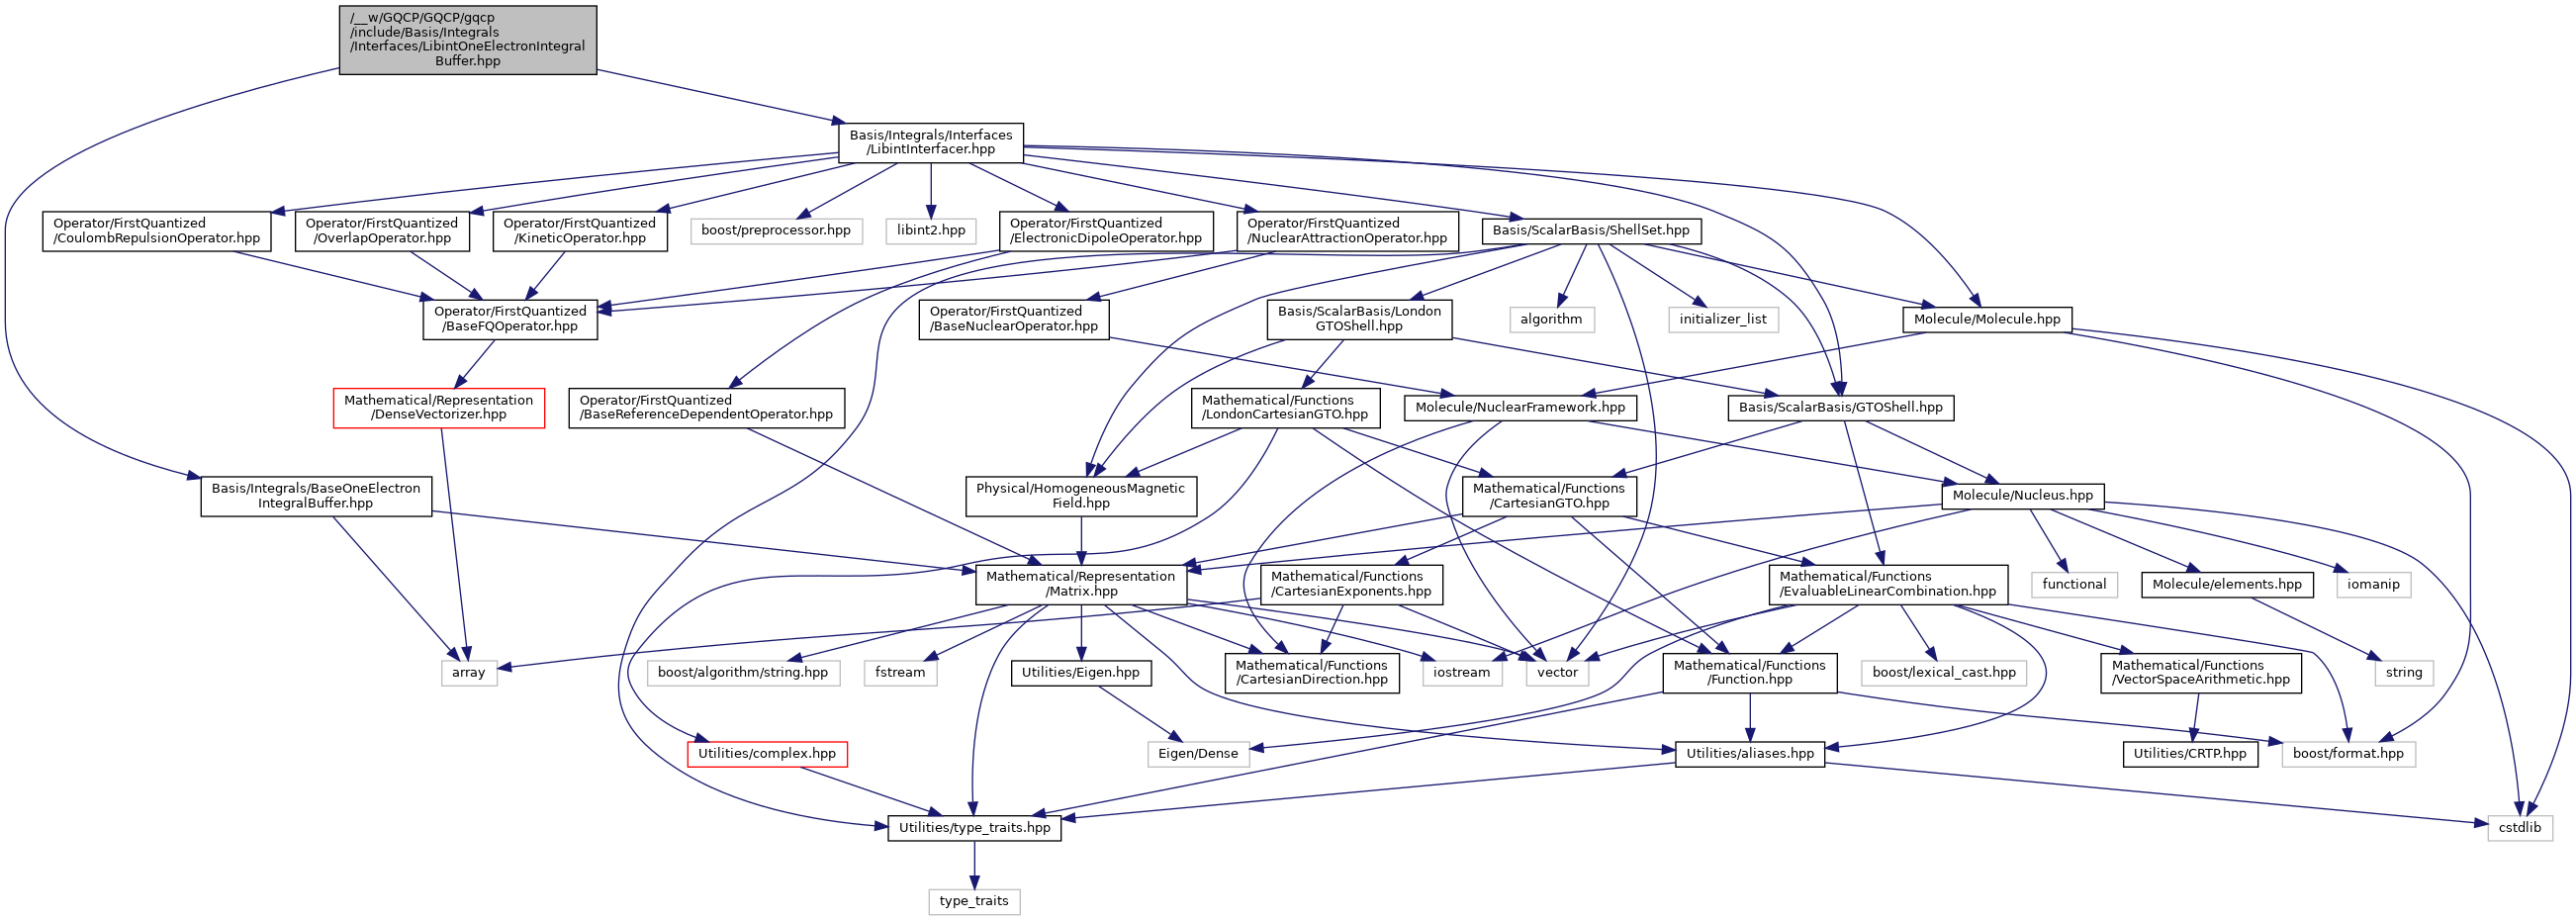 /__w/GQCP/GQCP/gqcp
/include/Basis/Integrals
/Interfaces/LibintOneElectronIntegral
Buffer.hpp
Basis/Integrals/Interfaces
/LibintInterfacer.hpp
Operator/FirstQuantized
/CoulombRepulsionOperator.hpp
Operator/FirstQuantized
/OverlapOperator.hpp
Operator/FirstQuantized
/KineticOperator.hpp
boost/preprocessor.hpp
libint2.hpp
Operator/FirstQuantized
/ElectronicDipoleOperator.hpp
Operator/FirstQuantized
/NuclearAttractionOperator.hpp
Basis/ScalarBasis/ShellSet.hpp
Operator/FirstQuantized
/BaseFQOperator.hpp
Operator/FirstQuantized
/BaseNuclearOperator.hpp
Basis/ScalarBasis/London
GTOShell.hpp
algorithm
initializer_list
Molecule/Molecule.hpp
Mathematical/Representation
/DenseVectorizer.hpp
Operator/FirstQuantized
/BaseReferenceDependentOperator.hpp
Mathematical/Functions
/LondonCartesianGTO.hpp
Molecule/NuclearFramework.hpp
Basis/ScalarBasis/GTOShell.hpp
Basis/Integrals/BaseOneElectron
IntegralBuffer.hpp
Physical/HomogeneousMagnetic
Field.hpp
Mathematical/Functions
/CartesianGTO.hpp
Molecule/Nucleus.hpp
Mathematical/Representation
/Matrix.hpp
Mathematical/Functions
/CartesianExponents.hpp
Mathematical/Functions
/EvaluableLinearCombination.hpp
functional
Molecule/elements.hpp
iomanip
array
boost/algorithm/string.hpp
fstream
Utilities/Eigen.hpp
Mathematical/Functions
/CartesianDirection.hpp
iostream
vector
Mathematical/Functions
/Function.hpp
boost/lexical_cast.hpp
Mathematical/Functions
/VectorSpaceArithmetic.hpp
string
Utilities/complex.hpp
Eigen/Dense
Utilities/aliases.hpp
Utilities/CRTP.hpp
boost/format.hpp
Utilities/type_traits.hpp
cstdlib
type_traits